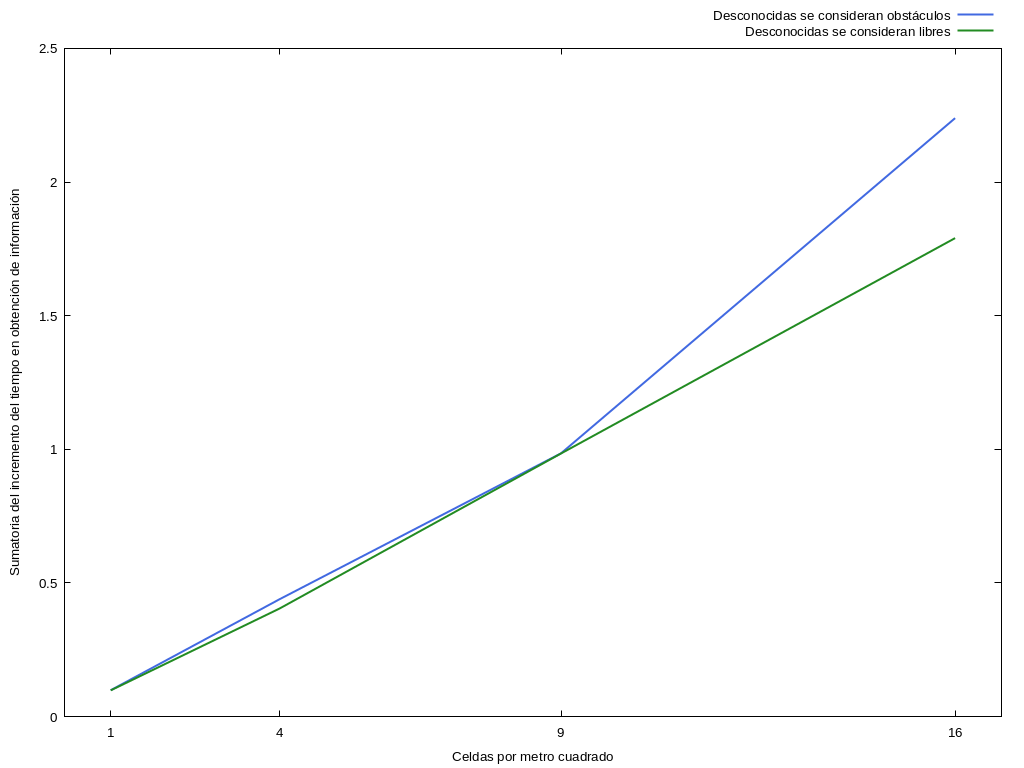 Desconocidas se consideran obstáculos
Desconocidas se consideran libres
2.5
2
1.5
1
0.5
0
Sumatoria del incremento del tiempo en obtención de información
1 4 9 16
Celdas por metro cuadrado